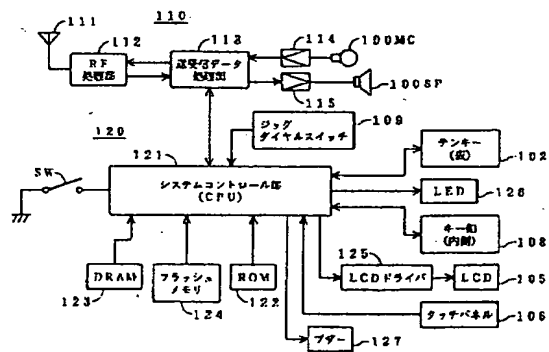 110
111
112
113
114
100MC
RF
処理部
送受信データ
処理部
115
100SP
120
121
ジョグ
ダイヤルスイッチ
109
SW
システムコントロール部
(CPU)
テンキー
102
LED
126
キー部
(内側)
108
125
DRAM
フラッシュ
メモリ
ROM
122
LCDドライバ
LCD
105
123
124
タッチパネル
106
ブザー
127